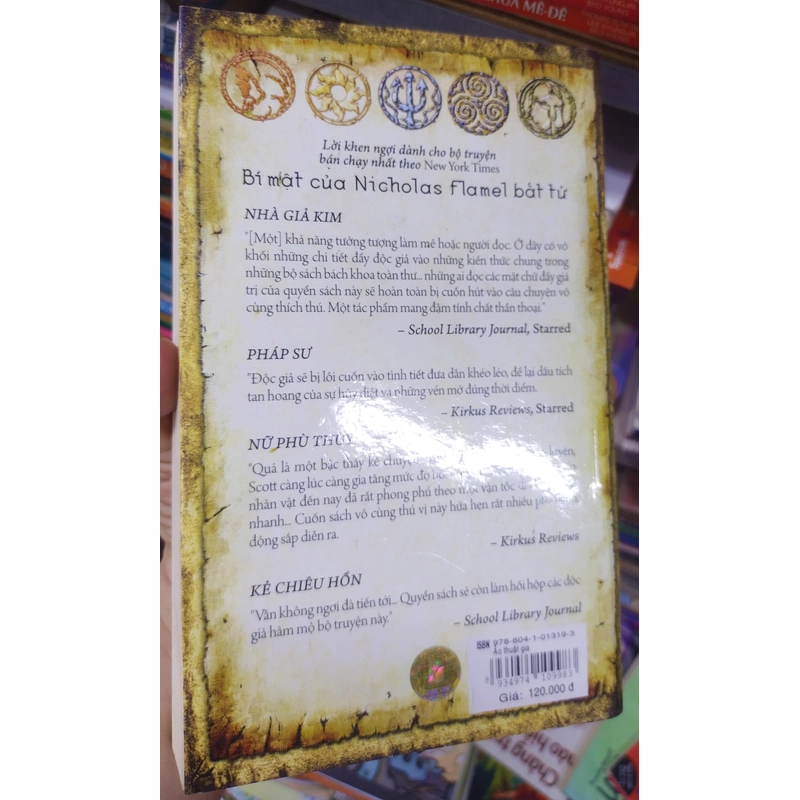 Lời khen ngợi dành cho bộ truyện
bán chạy nhất theo New York Times
Bí mật của Nicholas Flamel bất tử
NHÀ GIẢ KIM
"[Một] khả năng tưởng tượng làm mê hoặc người đọc. Ở đây có vô
khối những chi tiết đẩy độc giả vào những kiến thức chung trong
những bộ sách bách khoa toàn thư... những ai đọc các mặt chữ đầy giá
trị của quyển sách này sẽ hoàn toàn bị cuốn hút vào câu chuyện vô
cùng thích thú. Một tác phẩm mang đậm tính chất thần thoại."
– School Library Journal, Starred
PHÁP SƯ
"Độc giả sẽ bị lôi cuốn vào tình tiết đưa dẫn khéo léo, để lại dấu tích
tan hoang của sự hủy diệt và những vén mở đúng thời điểm.
– Kirkus Reviews, Starred
NỮ PHÙ THỦY
"Quả là một bậc thầy kể chuyện
Scott càng lúc càng gia tăng mức độ
nhân vật đến nay đã rất phong phú theo một vận tốc
nhanh... Cuốn sách vô cùng thú vị này hứa hẹn rất nhiều
động sắp diễn ra.
– Kirkus Reviews
KẺ CHIÊU HỒN
"Vẫn không ngơi đà tiến tới... Quyển sách sẽ còn làm hồi hộp các độc
giả hâm mộ bộ truyện này."
– School Library Journal
ISBN 978-604-1-01319-3
Ảo thuật gia
8 934974 109983
Giá: 120.000 đ
Chàng